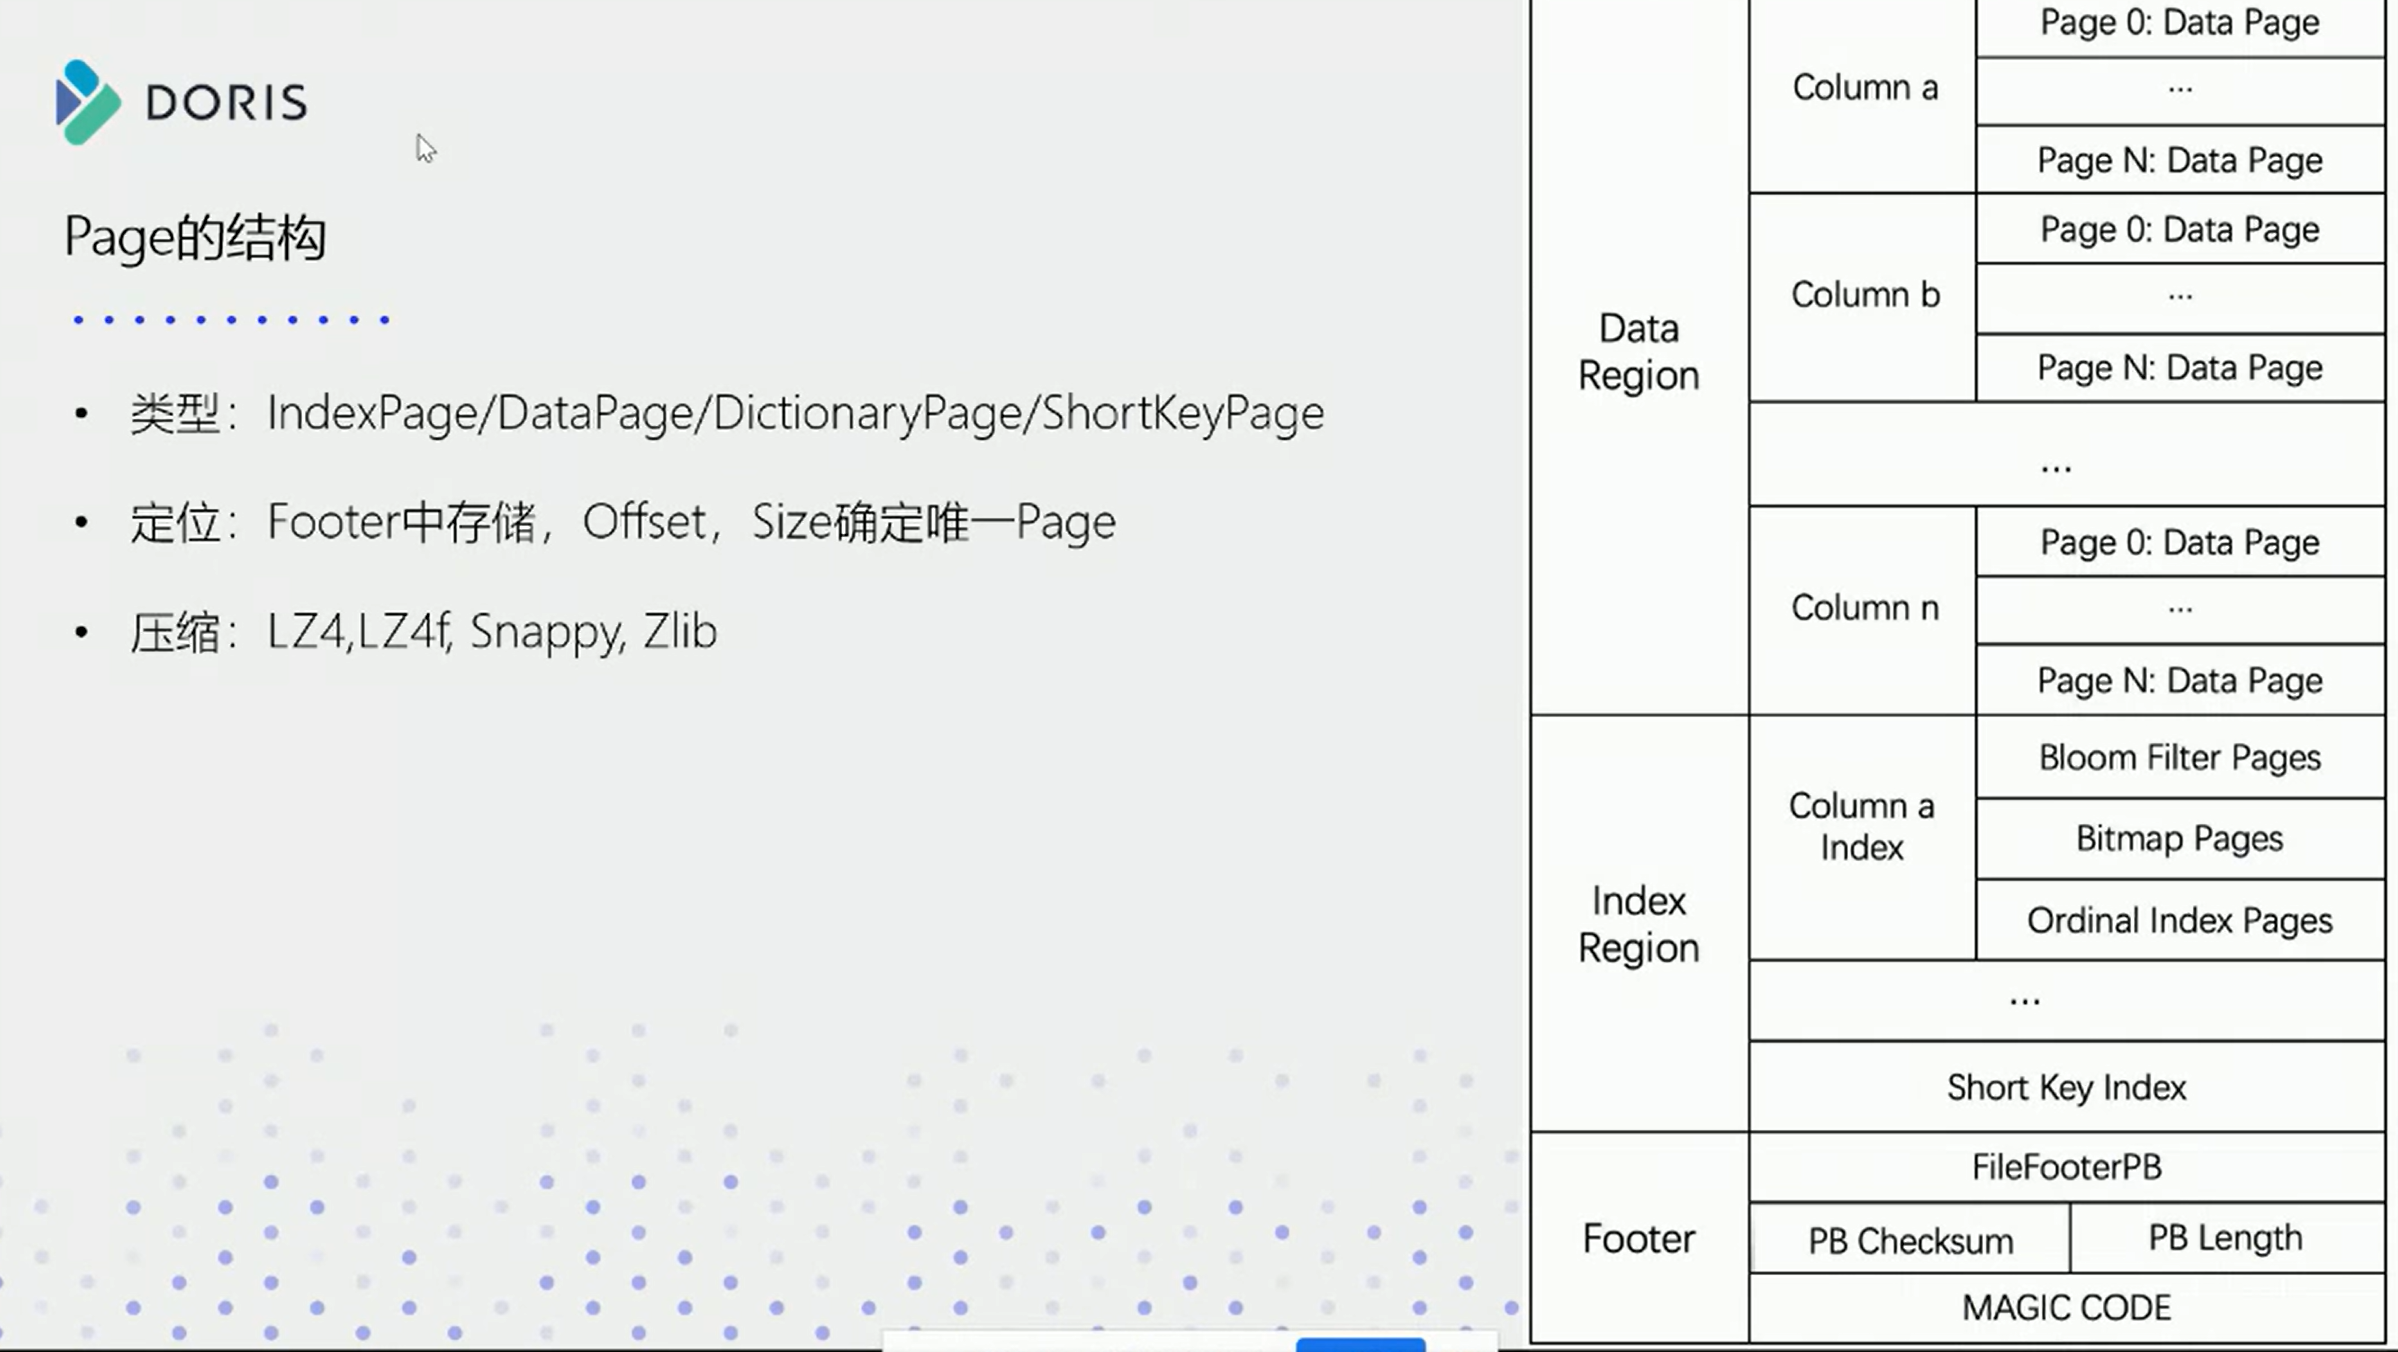 DORIS
Page的结构
• 类型：IndexPage/DataPage/DictionaryPage/ShortKeyPage
• 定位：Footer中存储，Offset，Size确定唯一Page
• 压缩：LZ4,LZ4f, Snappy, Zlib
Data
Region
Column a
Page 0: Data Page
...
Page N: Data Page
Column b
Page 0: Data Page
...
Page N: Data Page
...
Column n
Page 0: Data Page
...
Page N: Data Page
Index
Region
Column a
Index
Bloom Filter Pages
Bitmap Pages
Ordinal Index Pages
...
Short Key Index
Footer
FileFooterPB
PB Checksum
PB Length
MAGIC CODE